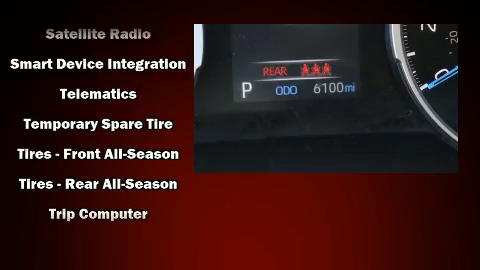 Satellite Radio
Smart Device Integration
Telematics
Temporary Spare Tire
Tires - Front All-Season
Tires - Rear All-Season
Trip Computer
REAR
P ODO 6100mi
20